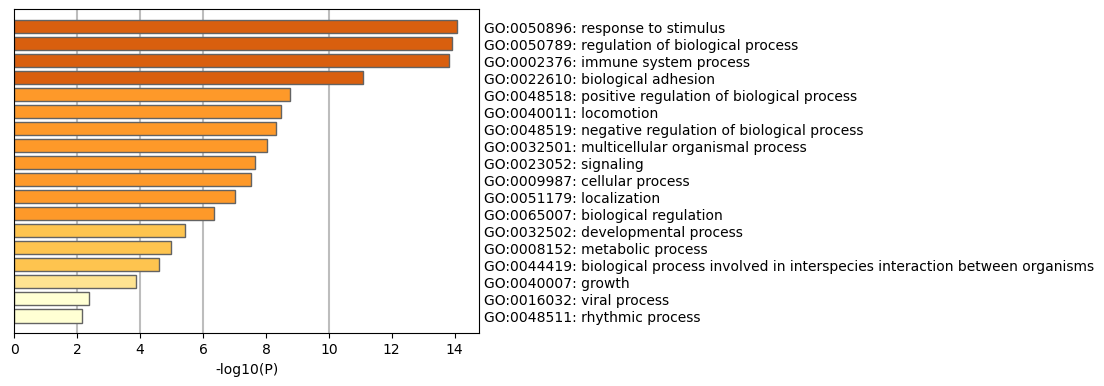 GO:0050896: response to stimulus
GO:0050789: regulation of biological process
GO:0002376: immune system process
GO:0022610: biological adhesion
GO:0048518: positive regulation of biological process
GO:0040011: locomotion
GO:0048519: negative regulation of biological process
GO:0032501: multicellular organismal process
GO:0023052: signaling
GO:0009987: cellular process
GO:0051179: localization
GO:0065007: biological regulation
GO:0032502: developmental process
GO:0008152: metabolic process
GO:0044419: biological process involved in interspecies interaction between organisms
GO:0040007: growth
GO:0016032: viral process
GO:0048511: rhythmic process
0 2 4 6 8 10 12 14
-log10(P)